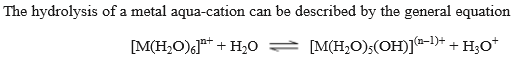 The hydrolysis of a metal aqua-cation can be described by the general equation
[M(H₂O)₆]ⁿ⁺ + H₂O ⇌ [M(H₂O)₅(OH)]⁽ⁿ⁻¹⁾⁺ + H₃O⁺